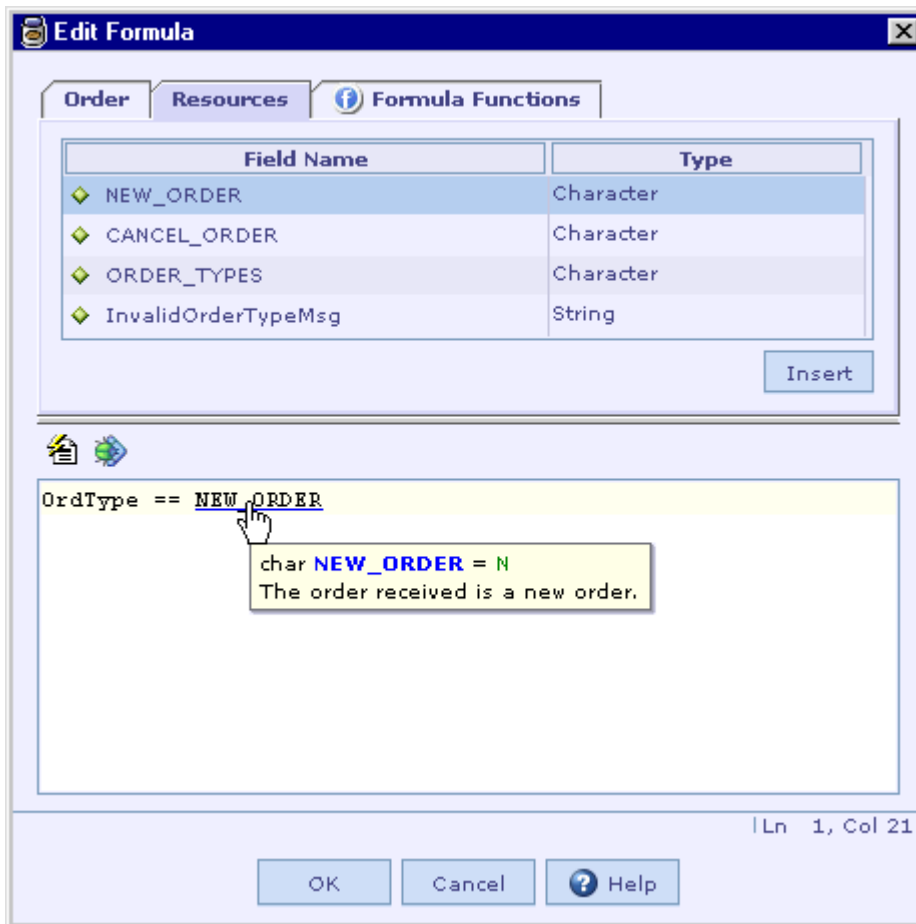 Edit Formula
Order Resources Formula Functions
Field Name Type
NEW_ORDER Character
CANCEL_ORDER Character
ORDER_TYPES Character
InvalidOrderTypeMsg String
Insert
OrdType == NEW_ORDER
char NEW_ORDER = N
The order received is a new order.
Ln 1, Col 21
OK Cancel Help